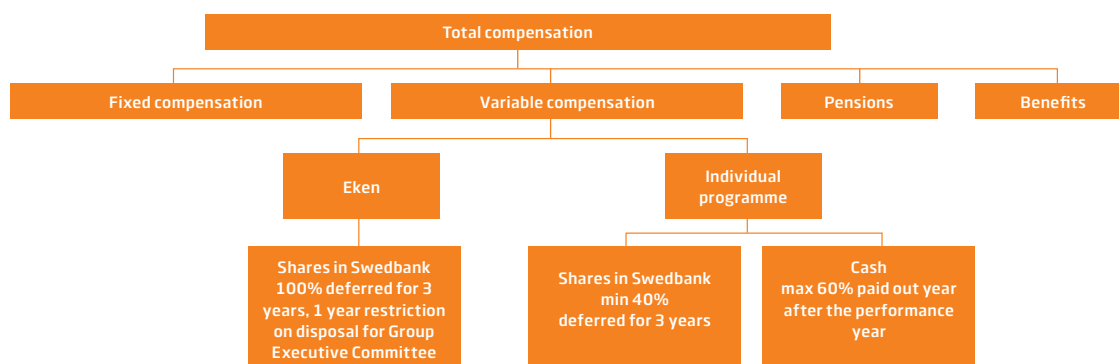 Total compensation
Fixed compensation
Variable compensation
Pensions
Benefits
Eken
Individual
programme
Shares in Swedbank
100% deferred for 3
years, 1 year restriction
on disposal for Group
Executive Committee
Shares in Swedbank
min 40%
deferred for 3 years
Cash
max 60% paid out year
after the performance
year